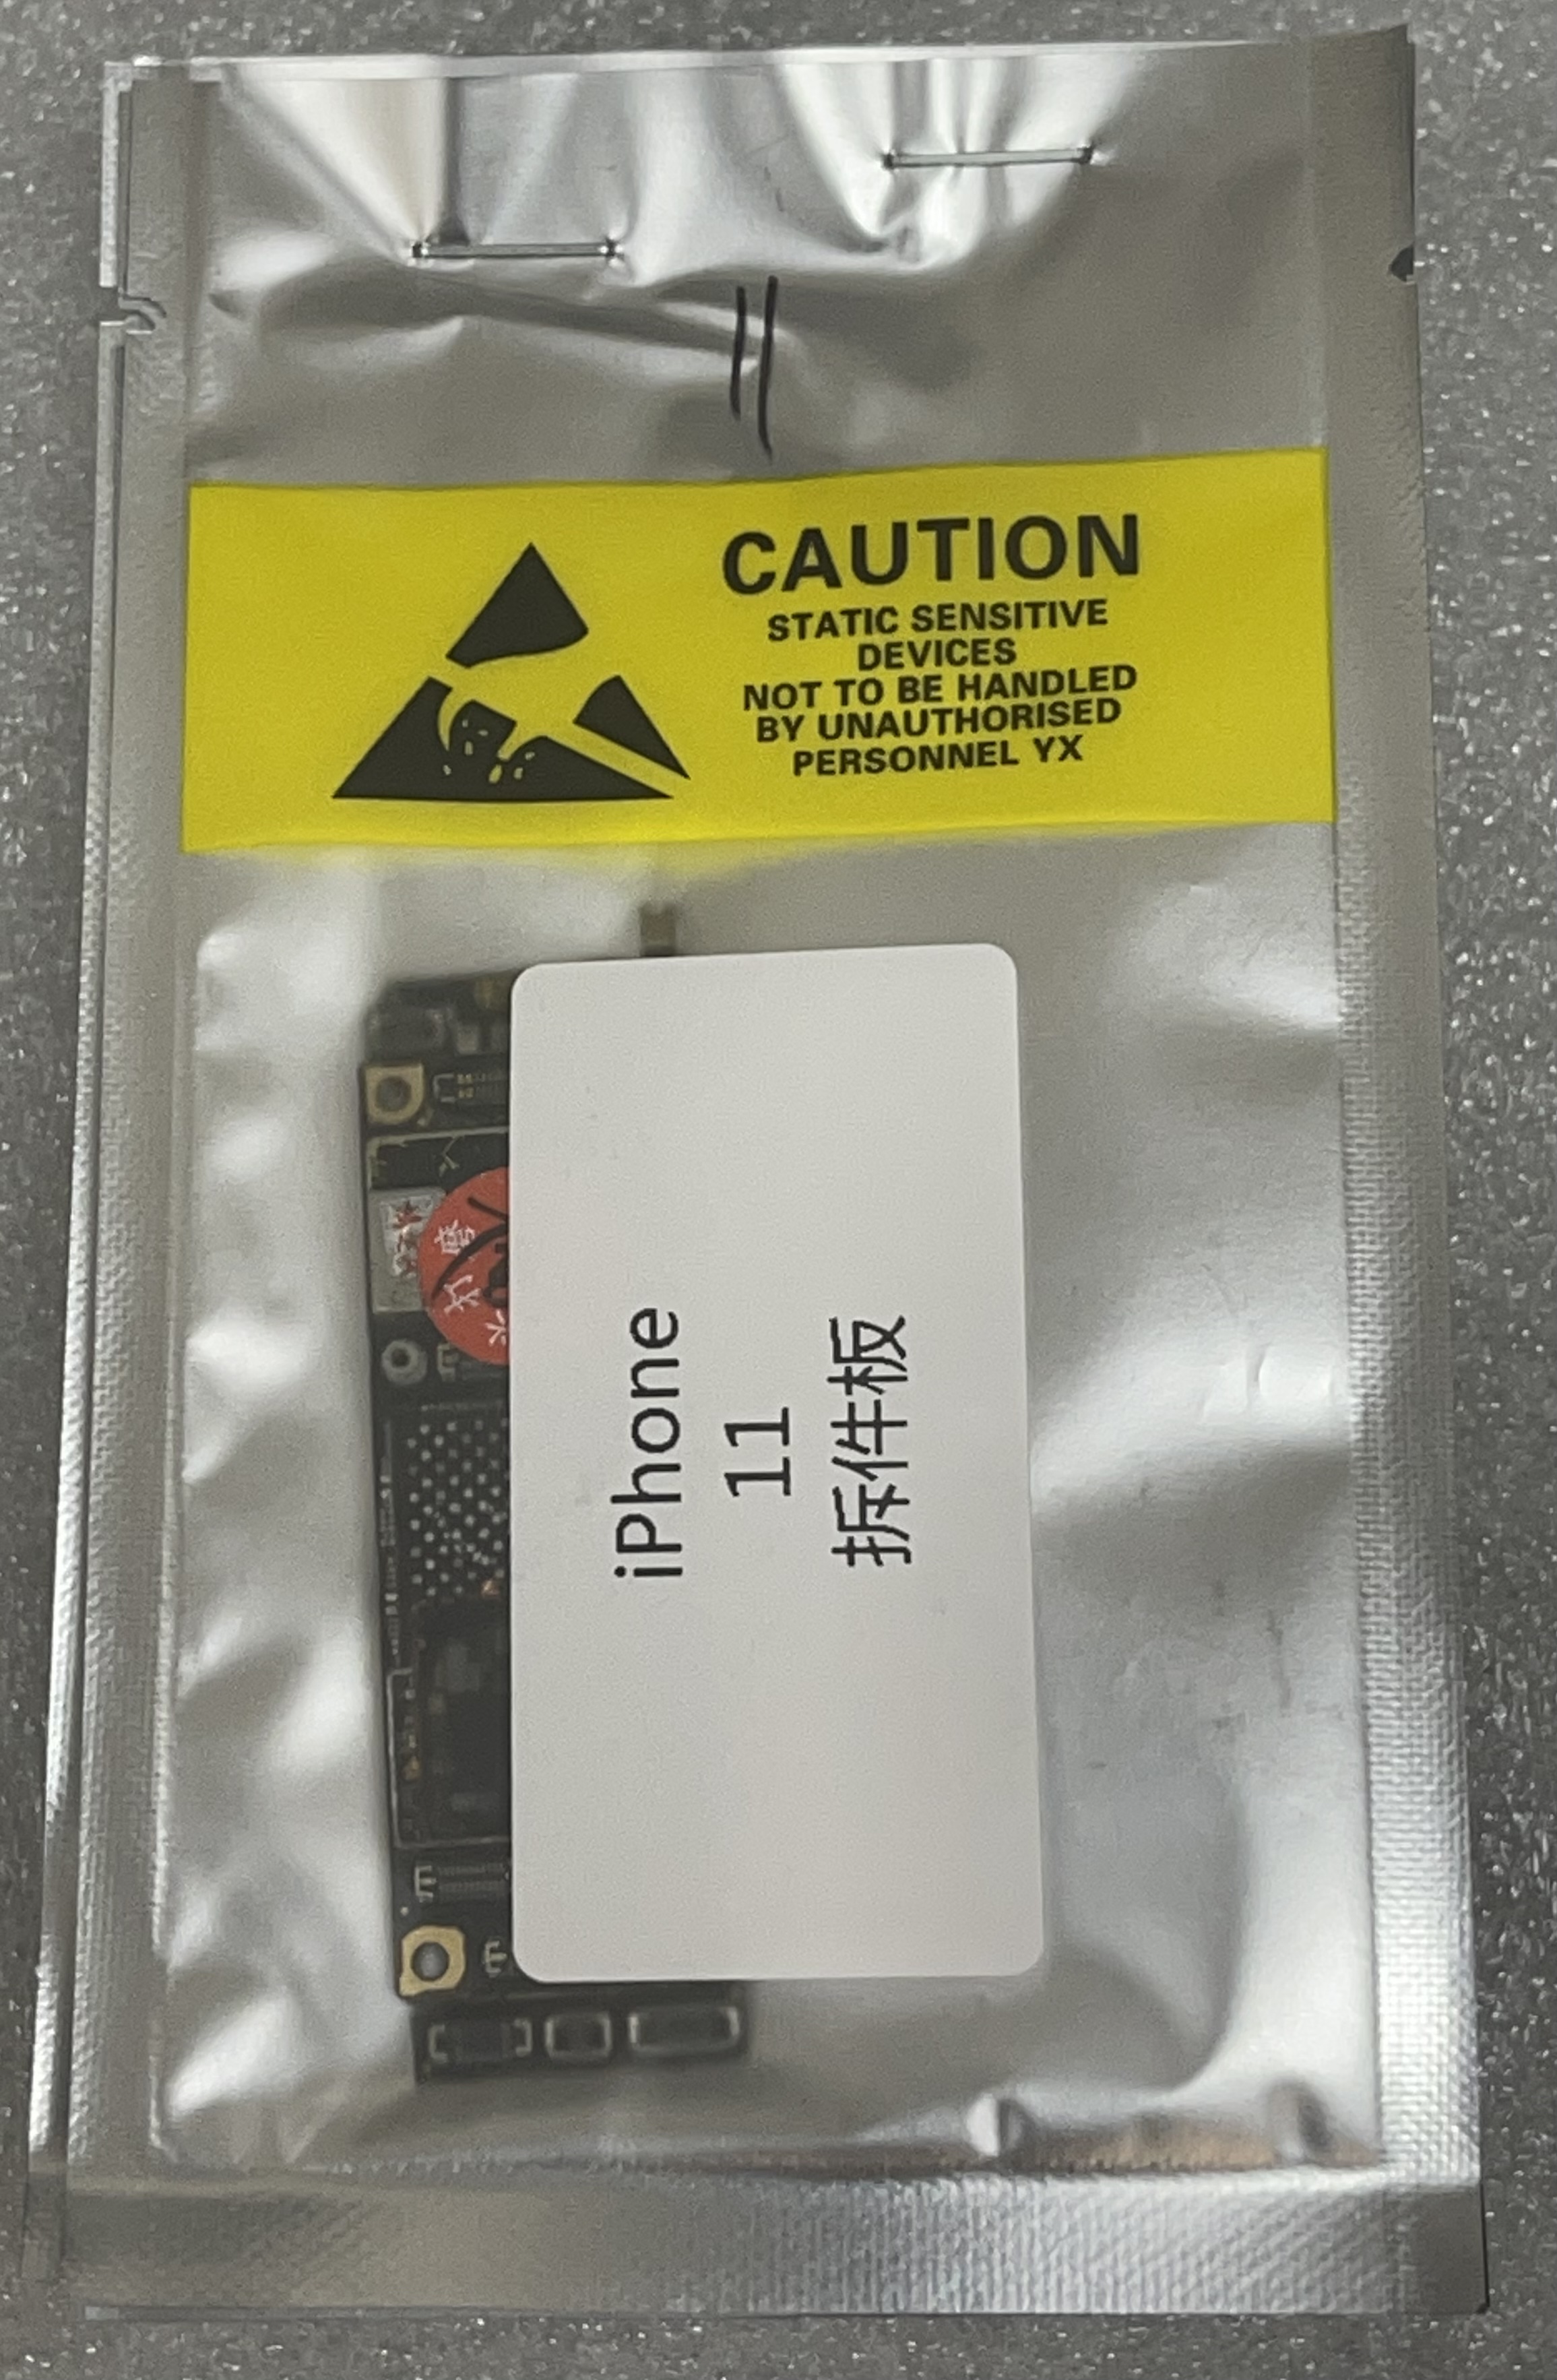 11
CAUTION
STATIC SENSITIVE
DEVICES
NOT TO BE HANDLED
BY UNAUTHORISED
PERSONNEL YX
iPhone
11
拆件板